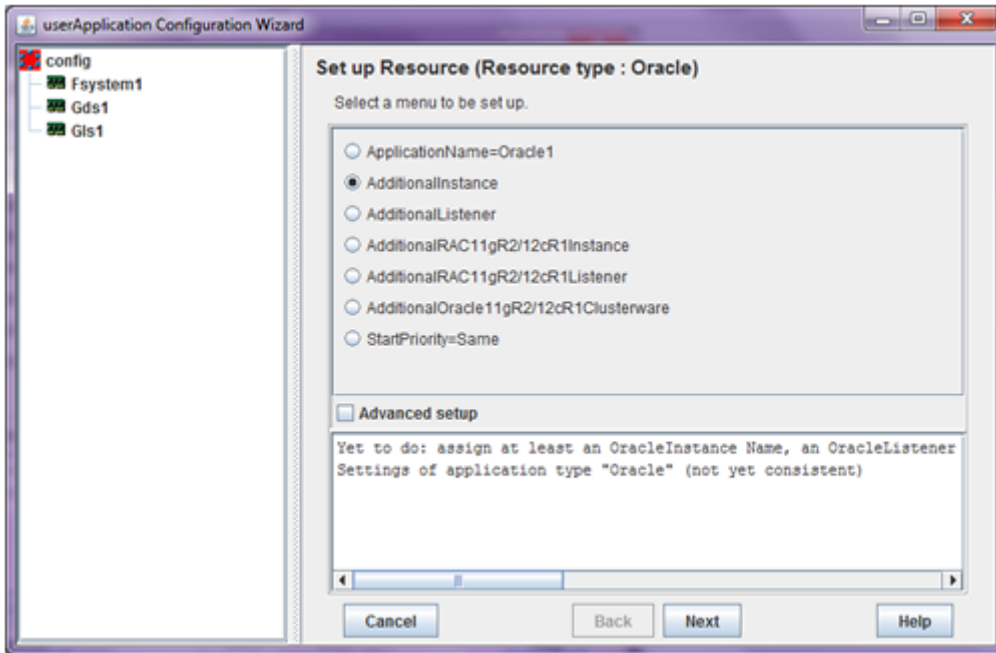 userApplication Configuration Wizard
config
Fsystem1
Gds1
Gls1
Set up Resource (Resource type : Oracle)
Select a menu to be set up.
ApplicationName=Oracle1
AdditionalInstance
AdditionalListener
AdditionalRAC11gR2/12cR1Instance
AdditionalRAC11gR2/12cR1Listener
AdditionalOracle11gR2/12cR1Clusterware
StartPriority=Same
Advanced setup
Yet to do: assign at least an OracleInstance Name, an OracleListener
Settings of application type "Oracle" (not yet consistent)
Cancel
Back
Next
Help